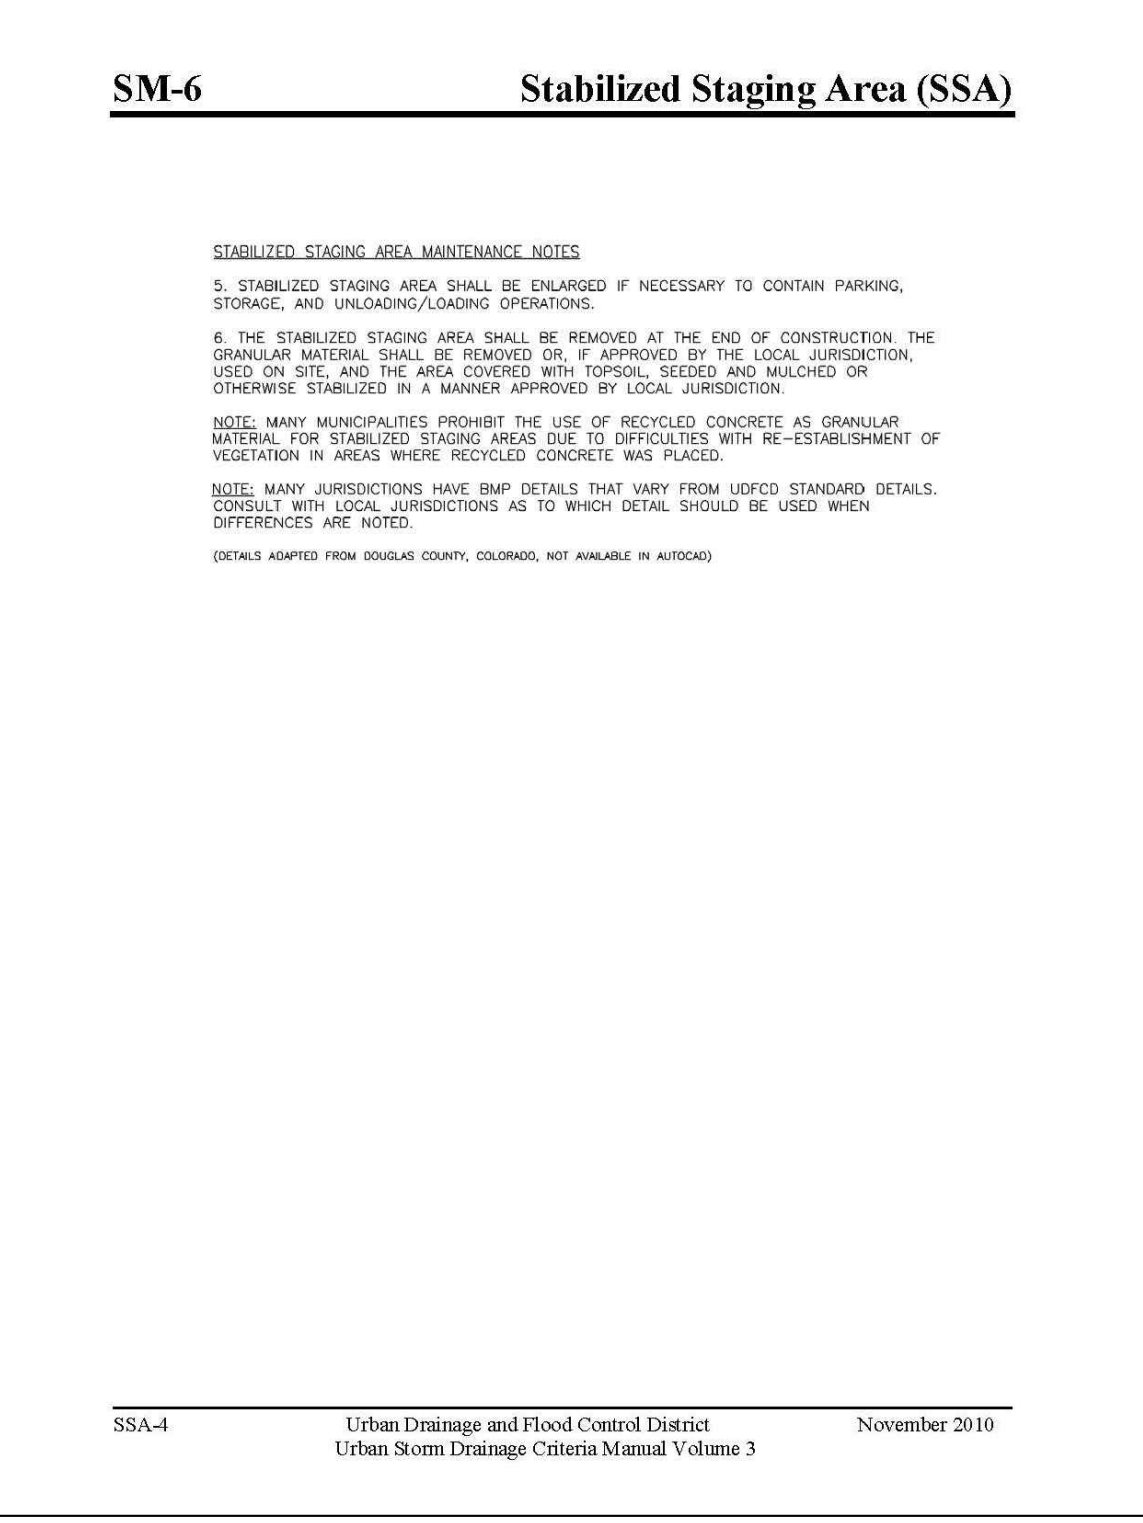 SM-6 Stabilized Staging Area (SSA)
STABILIZED STAGING AREA MAINTENANCE NOTES
5. STABILIZED STAGING AREA SHALL BE ENLARGED IF NECESSARY TO CONTAIN PARKING,
STORAGE, AND UNLOADING/LOADING OPERATIONS.
6. THE STABILIZED STAGING AREA SHALL BE REMOVED AT THE END OF CONSTRUCTION. THE
GRANULAR MATERIAL SHALL BE REMOVED OR, IF APPROVED BY THE LOCAL JURISDICTION,
USED ON SITE, AND THE AREA COVERED WITH TOPSOIL, SEEDED AND MULCHED OR
OTHERWISE STABILIZED IN A MANNER APPROVED BY LOCAL JURISDICTION.
NOTE: MANY MUNICIPALITIES PROHIBIT THE USE OF RECYCLED CONCRETE AS GRANULAR
MATERIAL FOR STABILIZED STAGING AREAS DUE TO DIFFICULTIES WITH RE-ESTABLISHMENT OF
VEGETATION IN AREAS WHERE RECYCLED CONCRETE WAS PLACED.
NOTE: MANY JURISDICTIONS HAVE BMP DETAILS THAT VARY FROM UDFCD STANDARD DETAILS.
CONSULT WITH LOCAL JURISDICTIONS AS TO WHICH DETAIL SHOULD BE USED WHEN
DIFFERENCES ARE NOTED.
(DETAILS ADAPTED FROM DOUGLAS COUNTY, COLORADO, NOT AVAILABLE IN AUTOCAD)
SSA-4 Urban Drainage and Flood Control District November 2010
Urban Storm Drainage Criteria Manual Volume 3